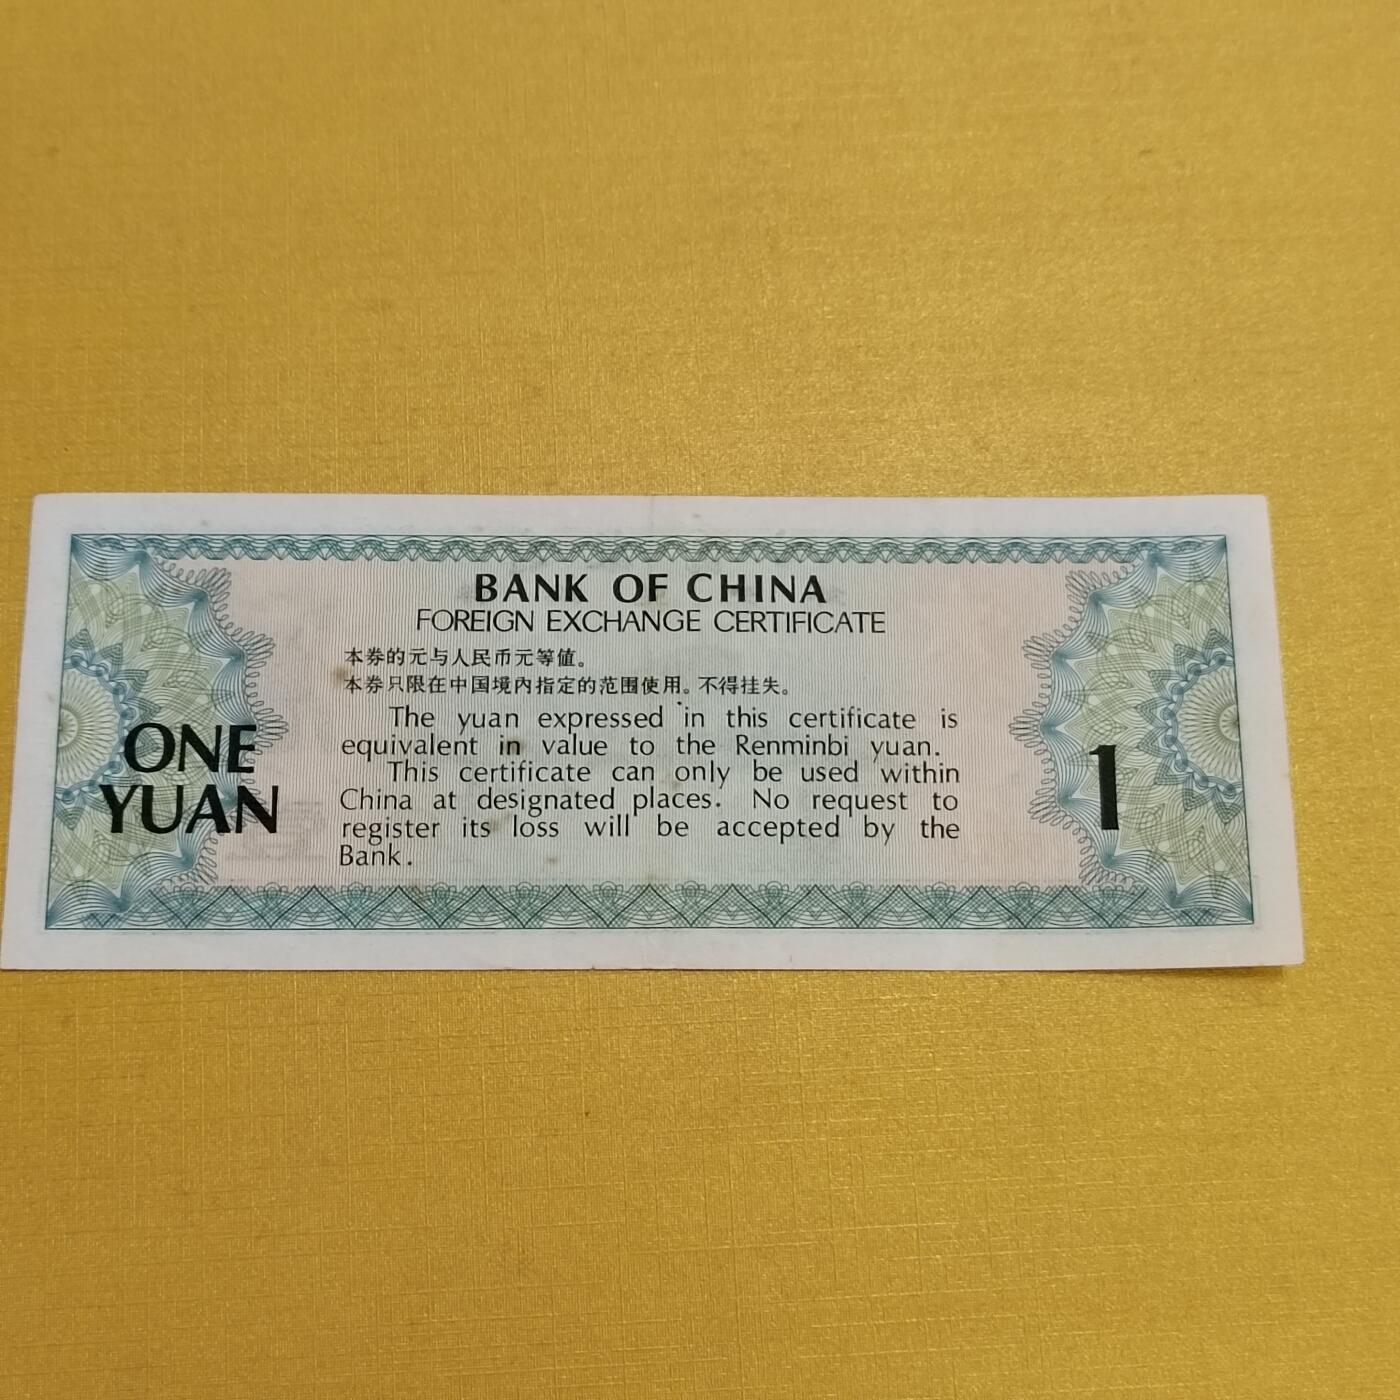 BANK OF CHINA
FOREIGN EXCHANGE CERTIFICATE
本券的元与人民币元等值。
本券只限在中国境内指定的范围使用。不得挂失。
The yuan expressed in this certificate is
equivalent in value to the Renminbi yuan.
This certificate can only be used within
China at designated places. No request to
register its loss will be accepted by the
Bank.
ONE
YUAN
1